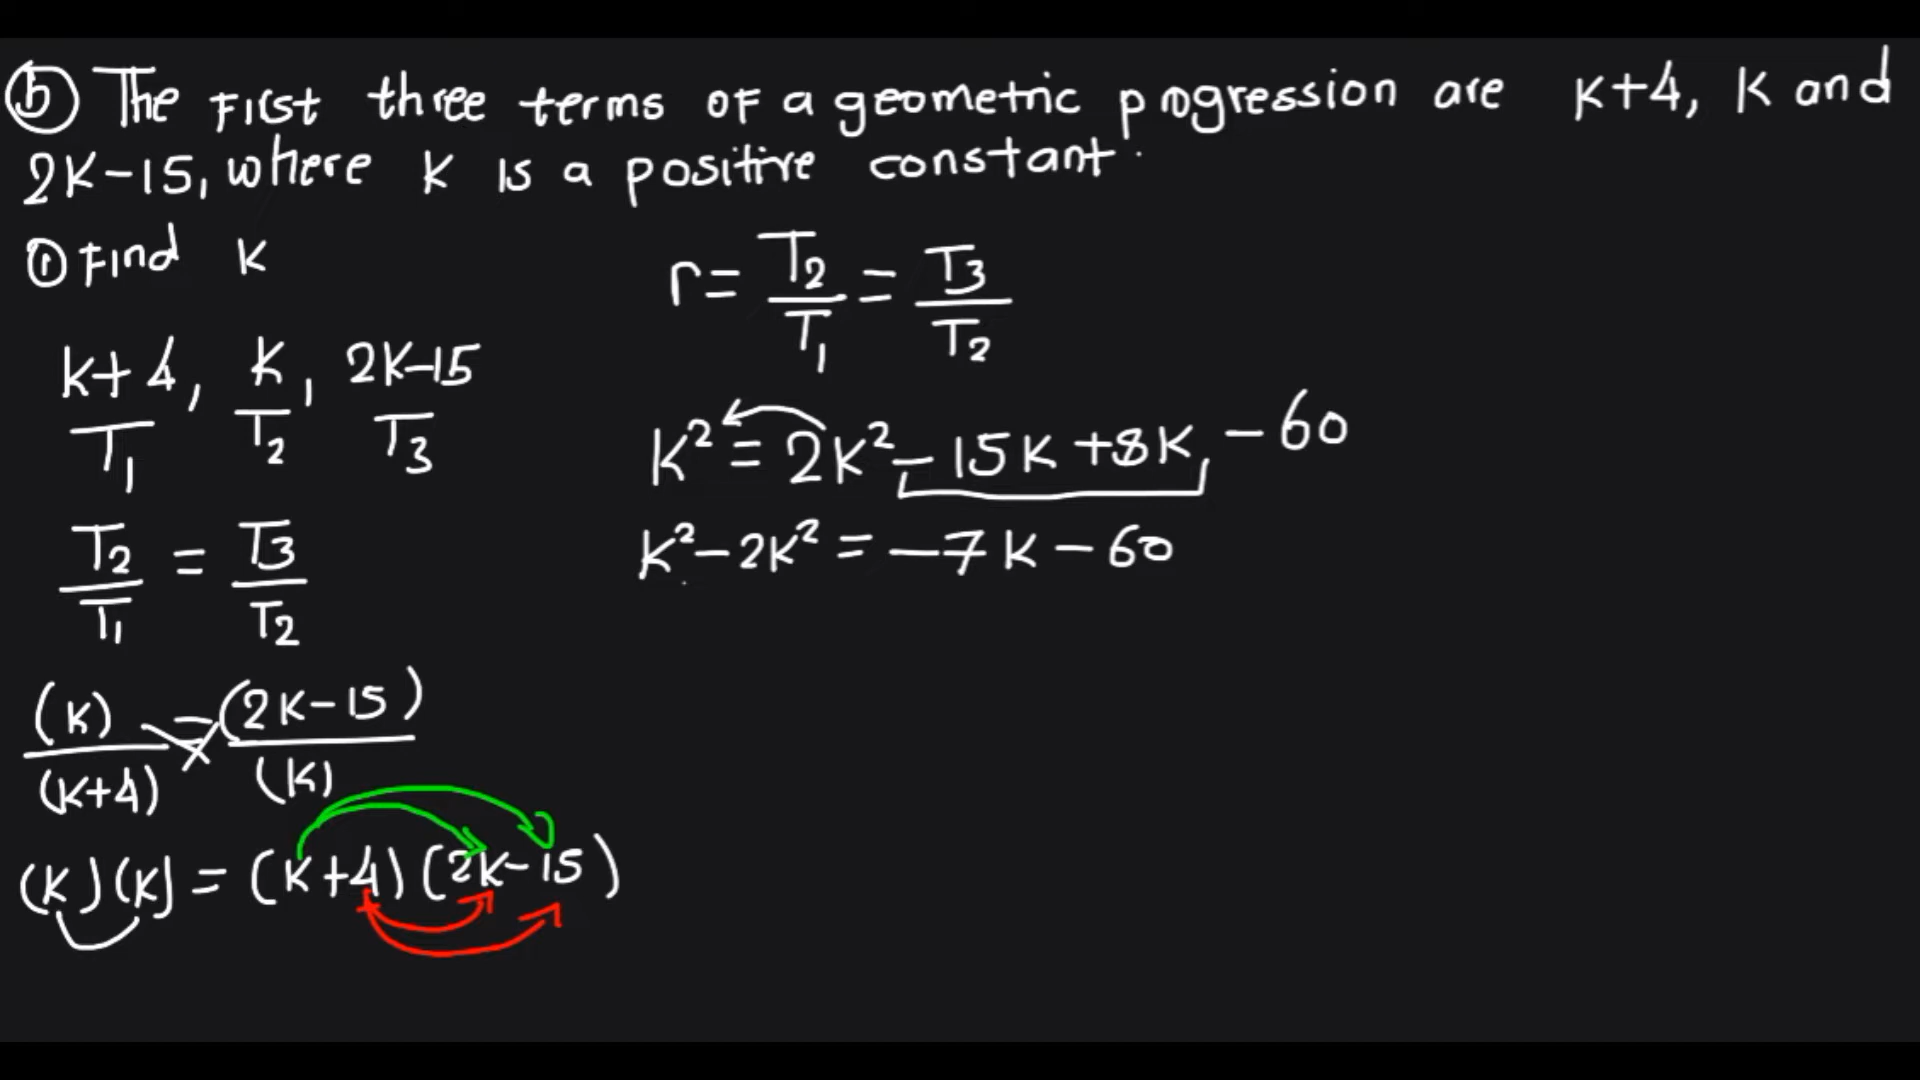 (b) The first three terms of a geometric progression are K+4, K and
2K-15, where K is a positive constant.
(1) Find K
K+4, K, 2K-15
T₁ T₂ T₃
T₂/T₁ = T₃/T₂
(K)/(K+4) = (2K-15)/(K)
(K)(K) = (K+4)(2K-15)
r = T₂/T₁ = T₃/T₂
K² = 2K² - 15K + 8K - 60
K² - 2K² = -7K - 60